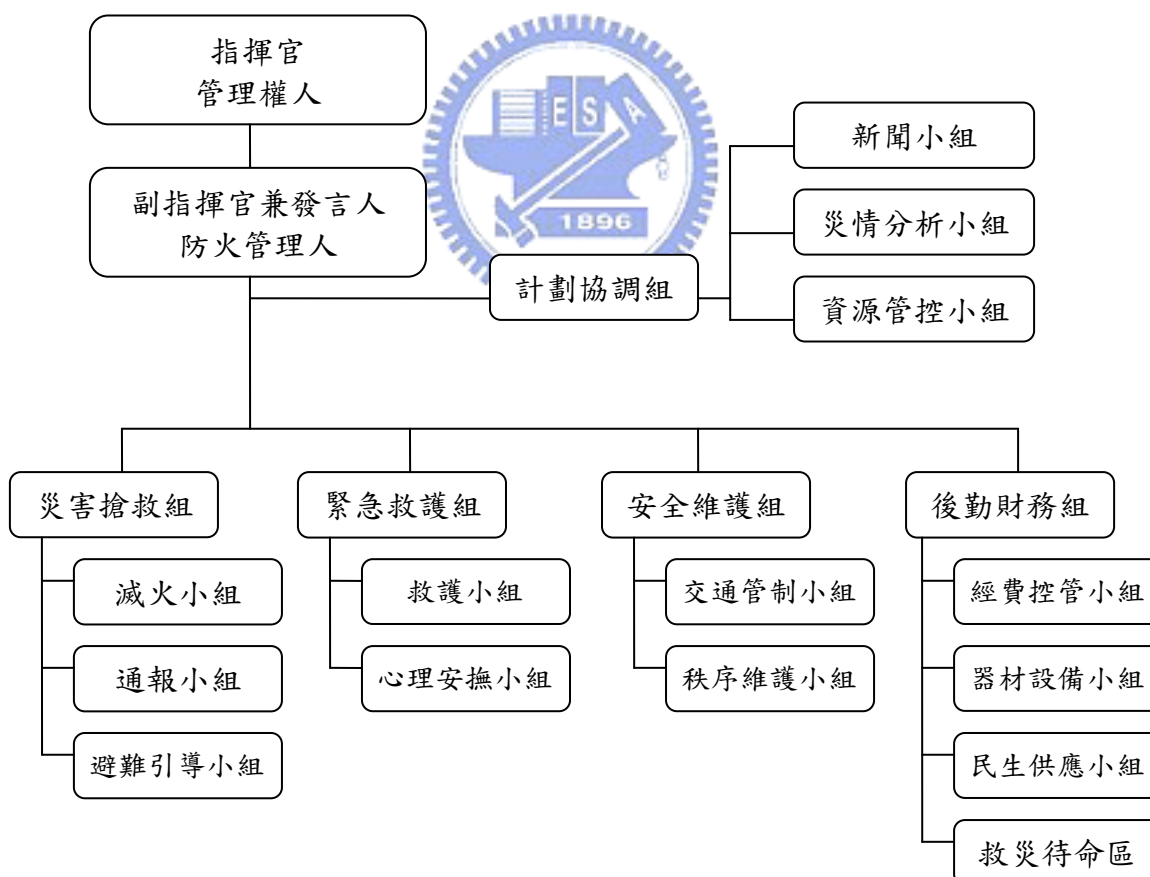 指揮官
管理權人
副指揮官兼發言人
防火管理人
ESA
1896
計劃協調組
新聞小組
災情分析小組
資源管控小組
災害搶救組
緊急救護組
安全維護組
後勤財務組
滅火小組
通報小組
避難引導小組
救護小組
心理安撫小組
交通管制小組
秩序維護小組
經費控管小組
器材設備小組
民生供應小組
救災待命區